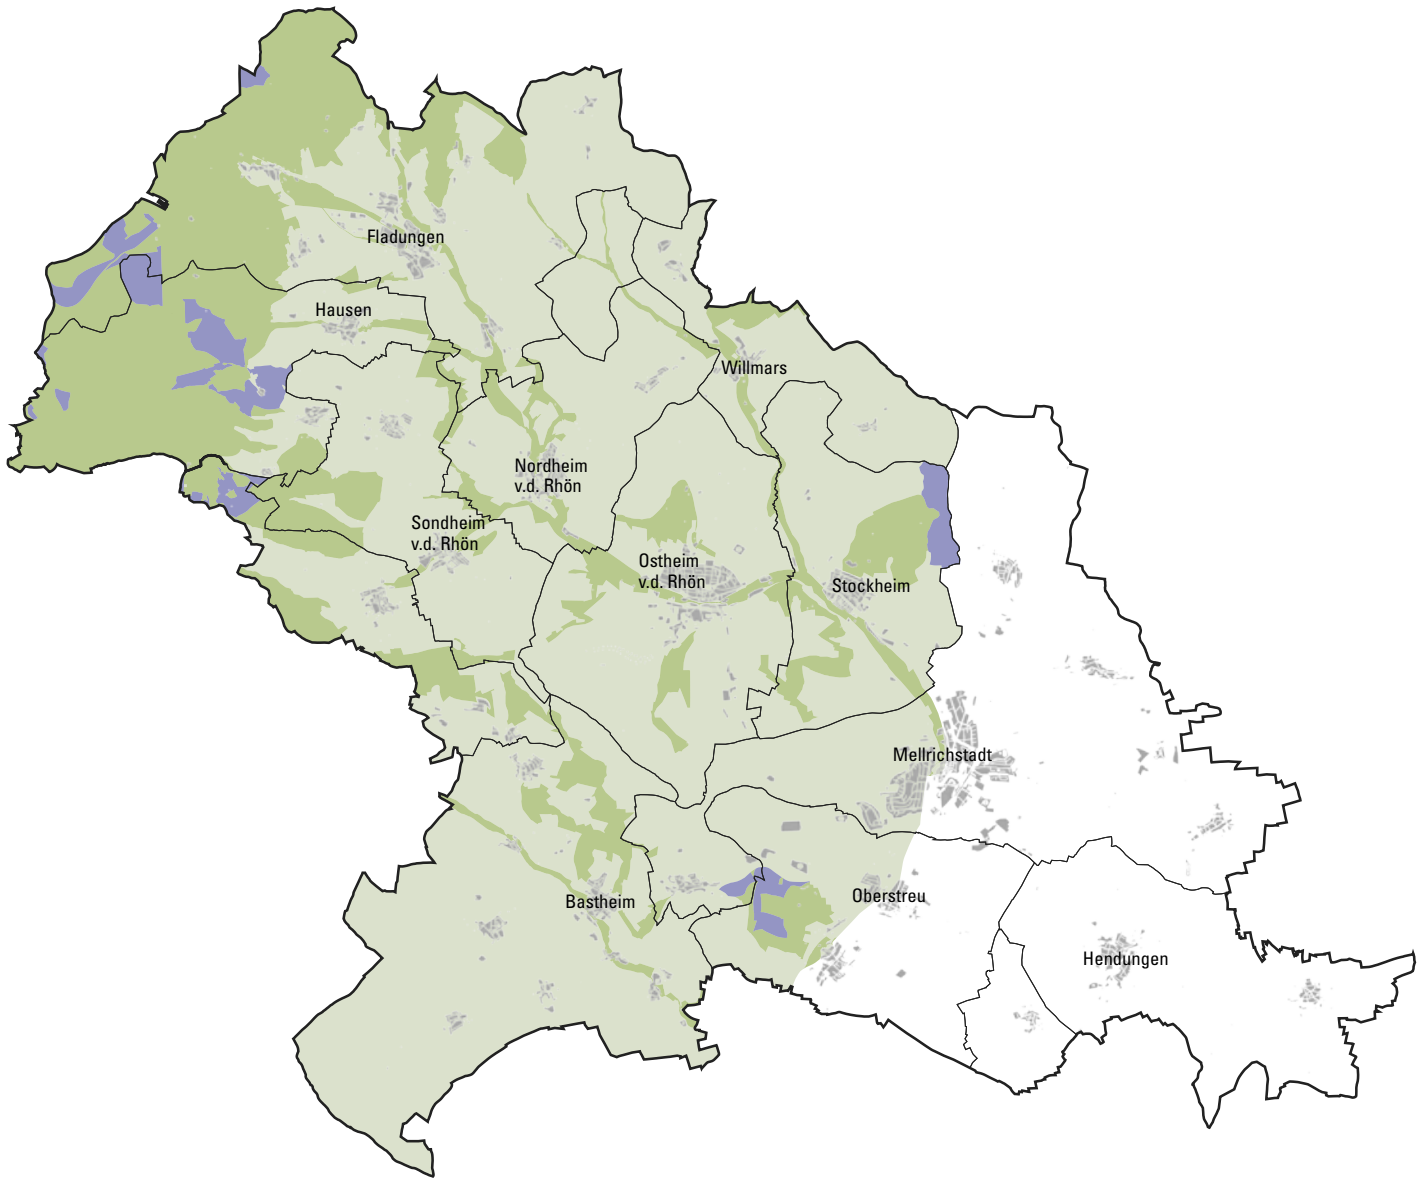 Fladungen
Hausen
Willmars
Nordheim
v.d. Rhön
Sondheim
v.d. Rhön
Ostheim
v.d. Rhön
Stockheim
Mellrichstadt
Oberstreu
Bastheim
Hendungen